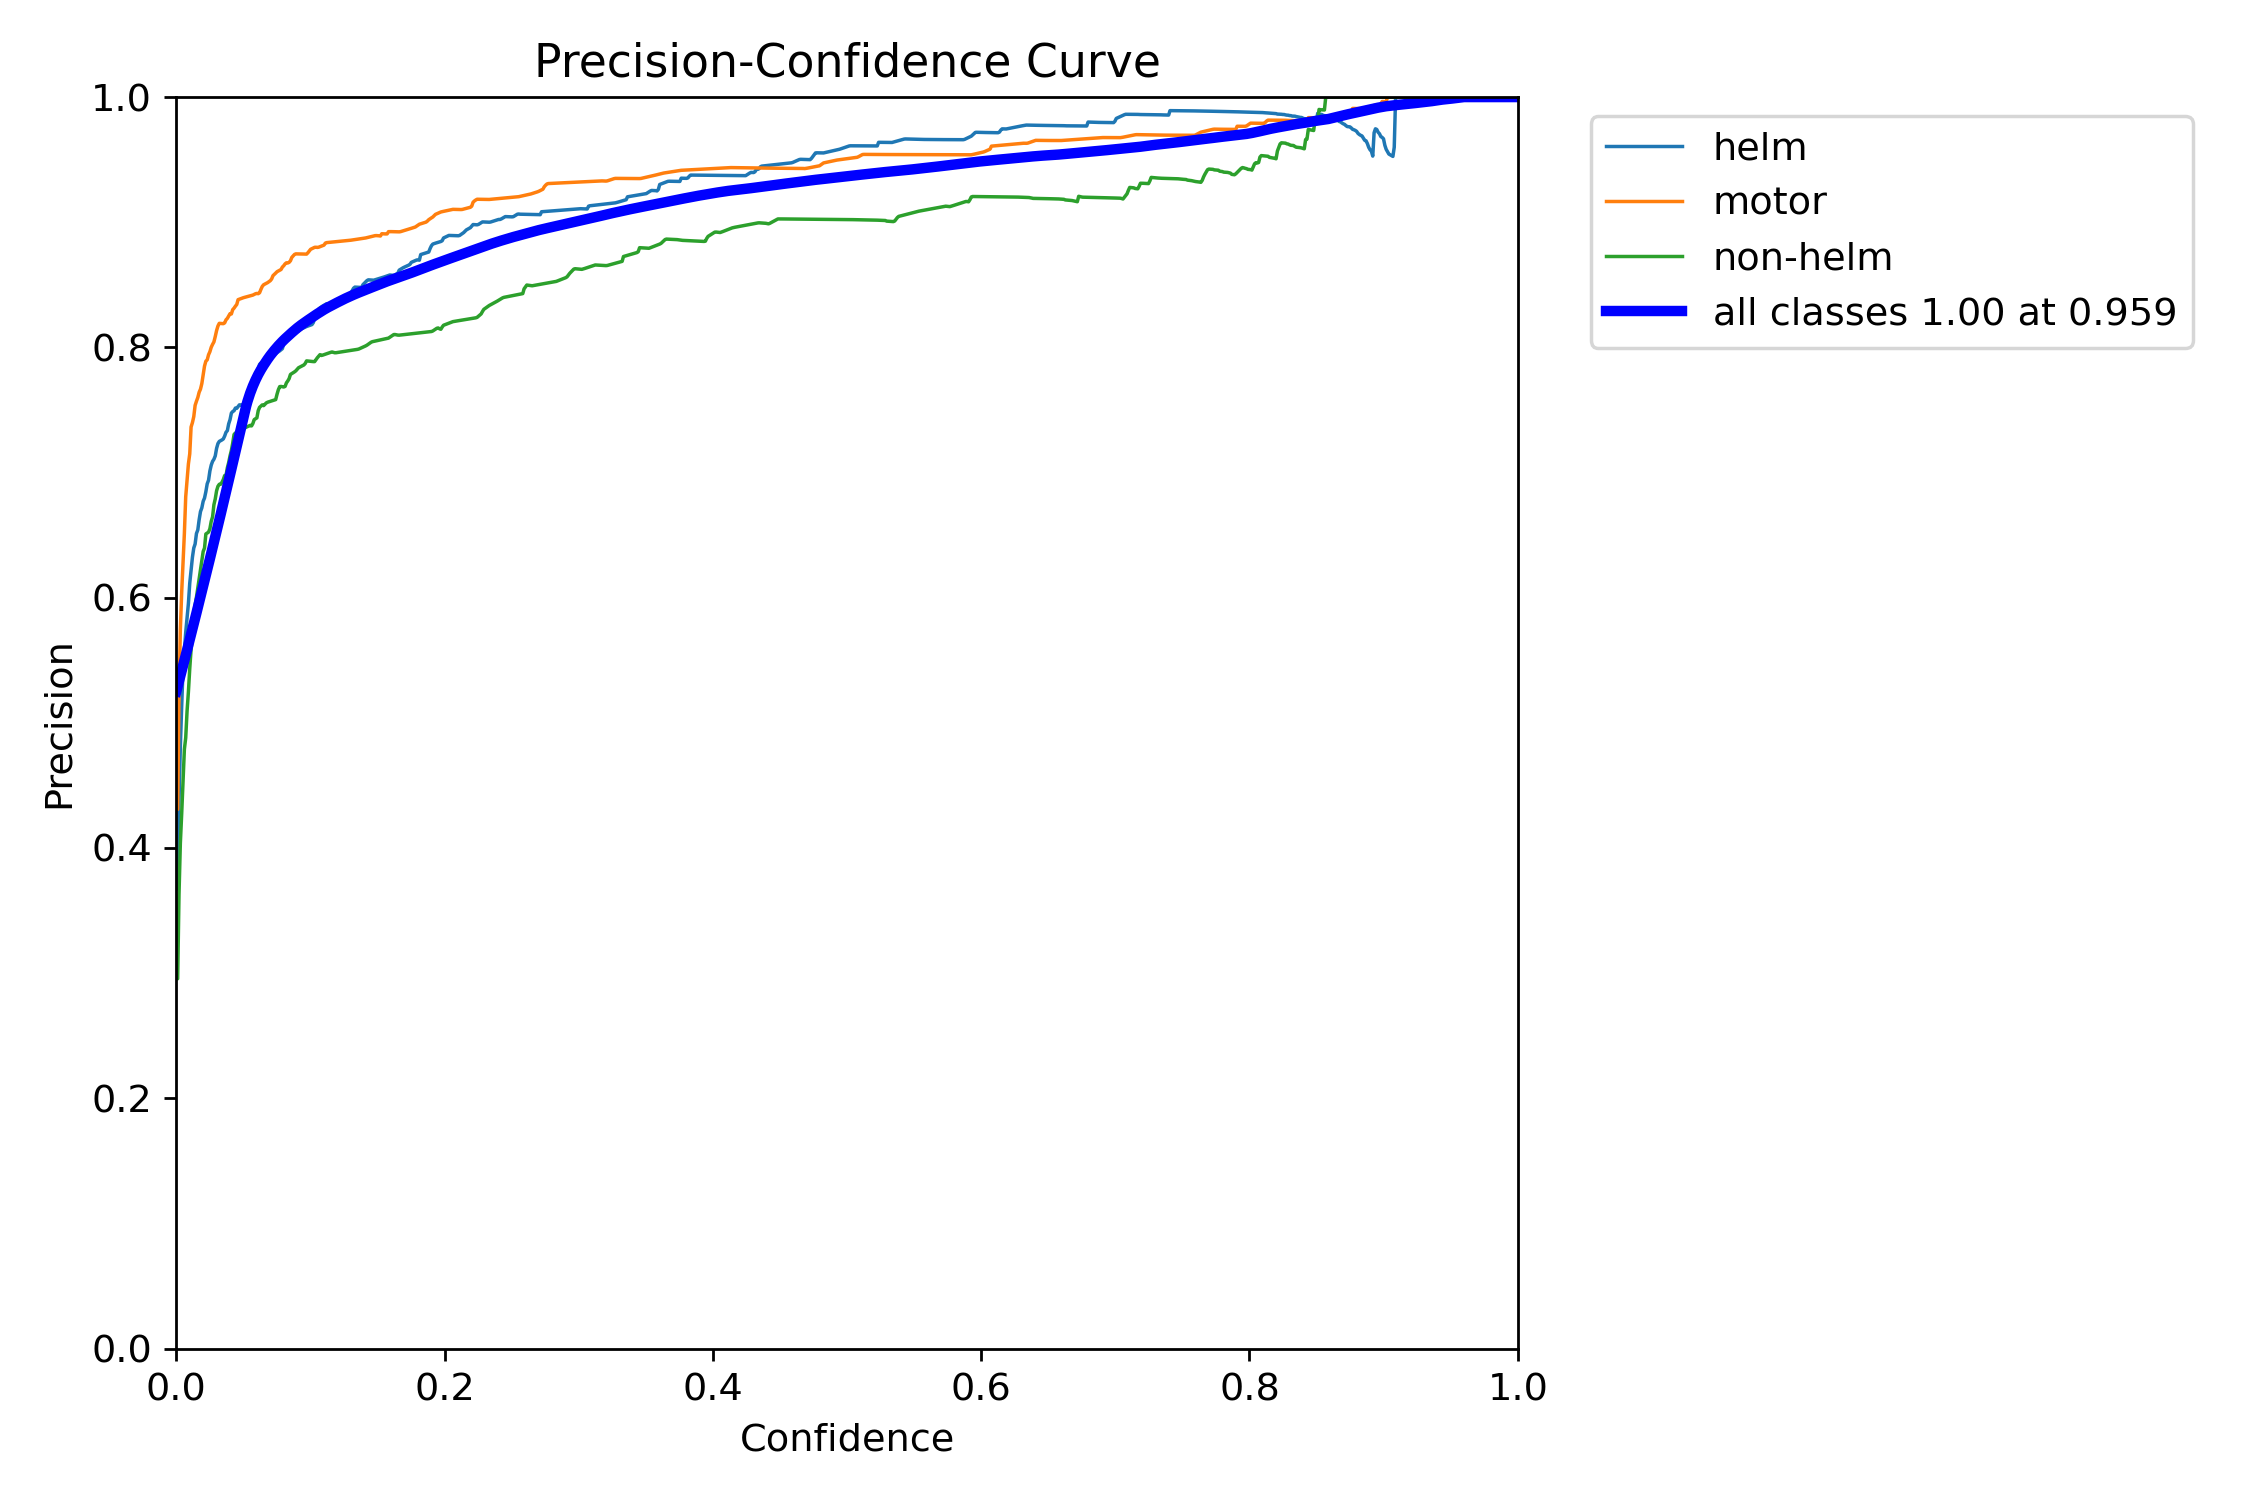 Precision-Confidence Curve
1.0
0.8
0.6
0.4
0.2
0.0
Precision
0.0 0.2 0.4 0.6 0.8 1.0
Confidence
helm
motor
non-helm
all classes 1.00 at 0.959